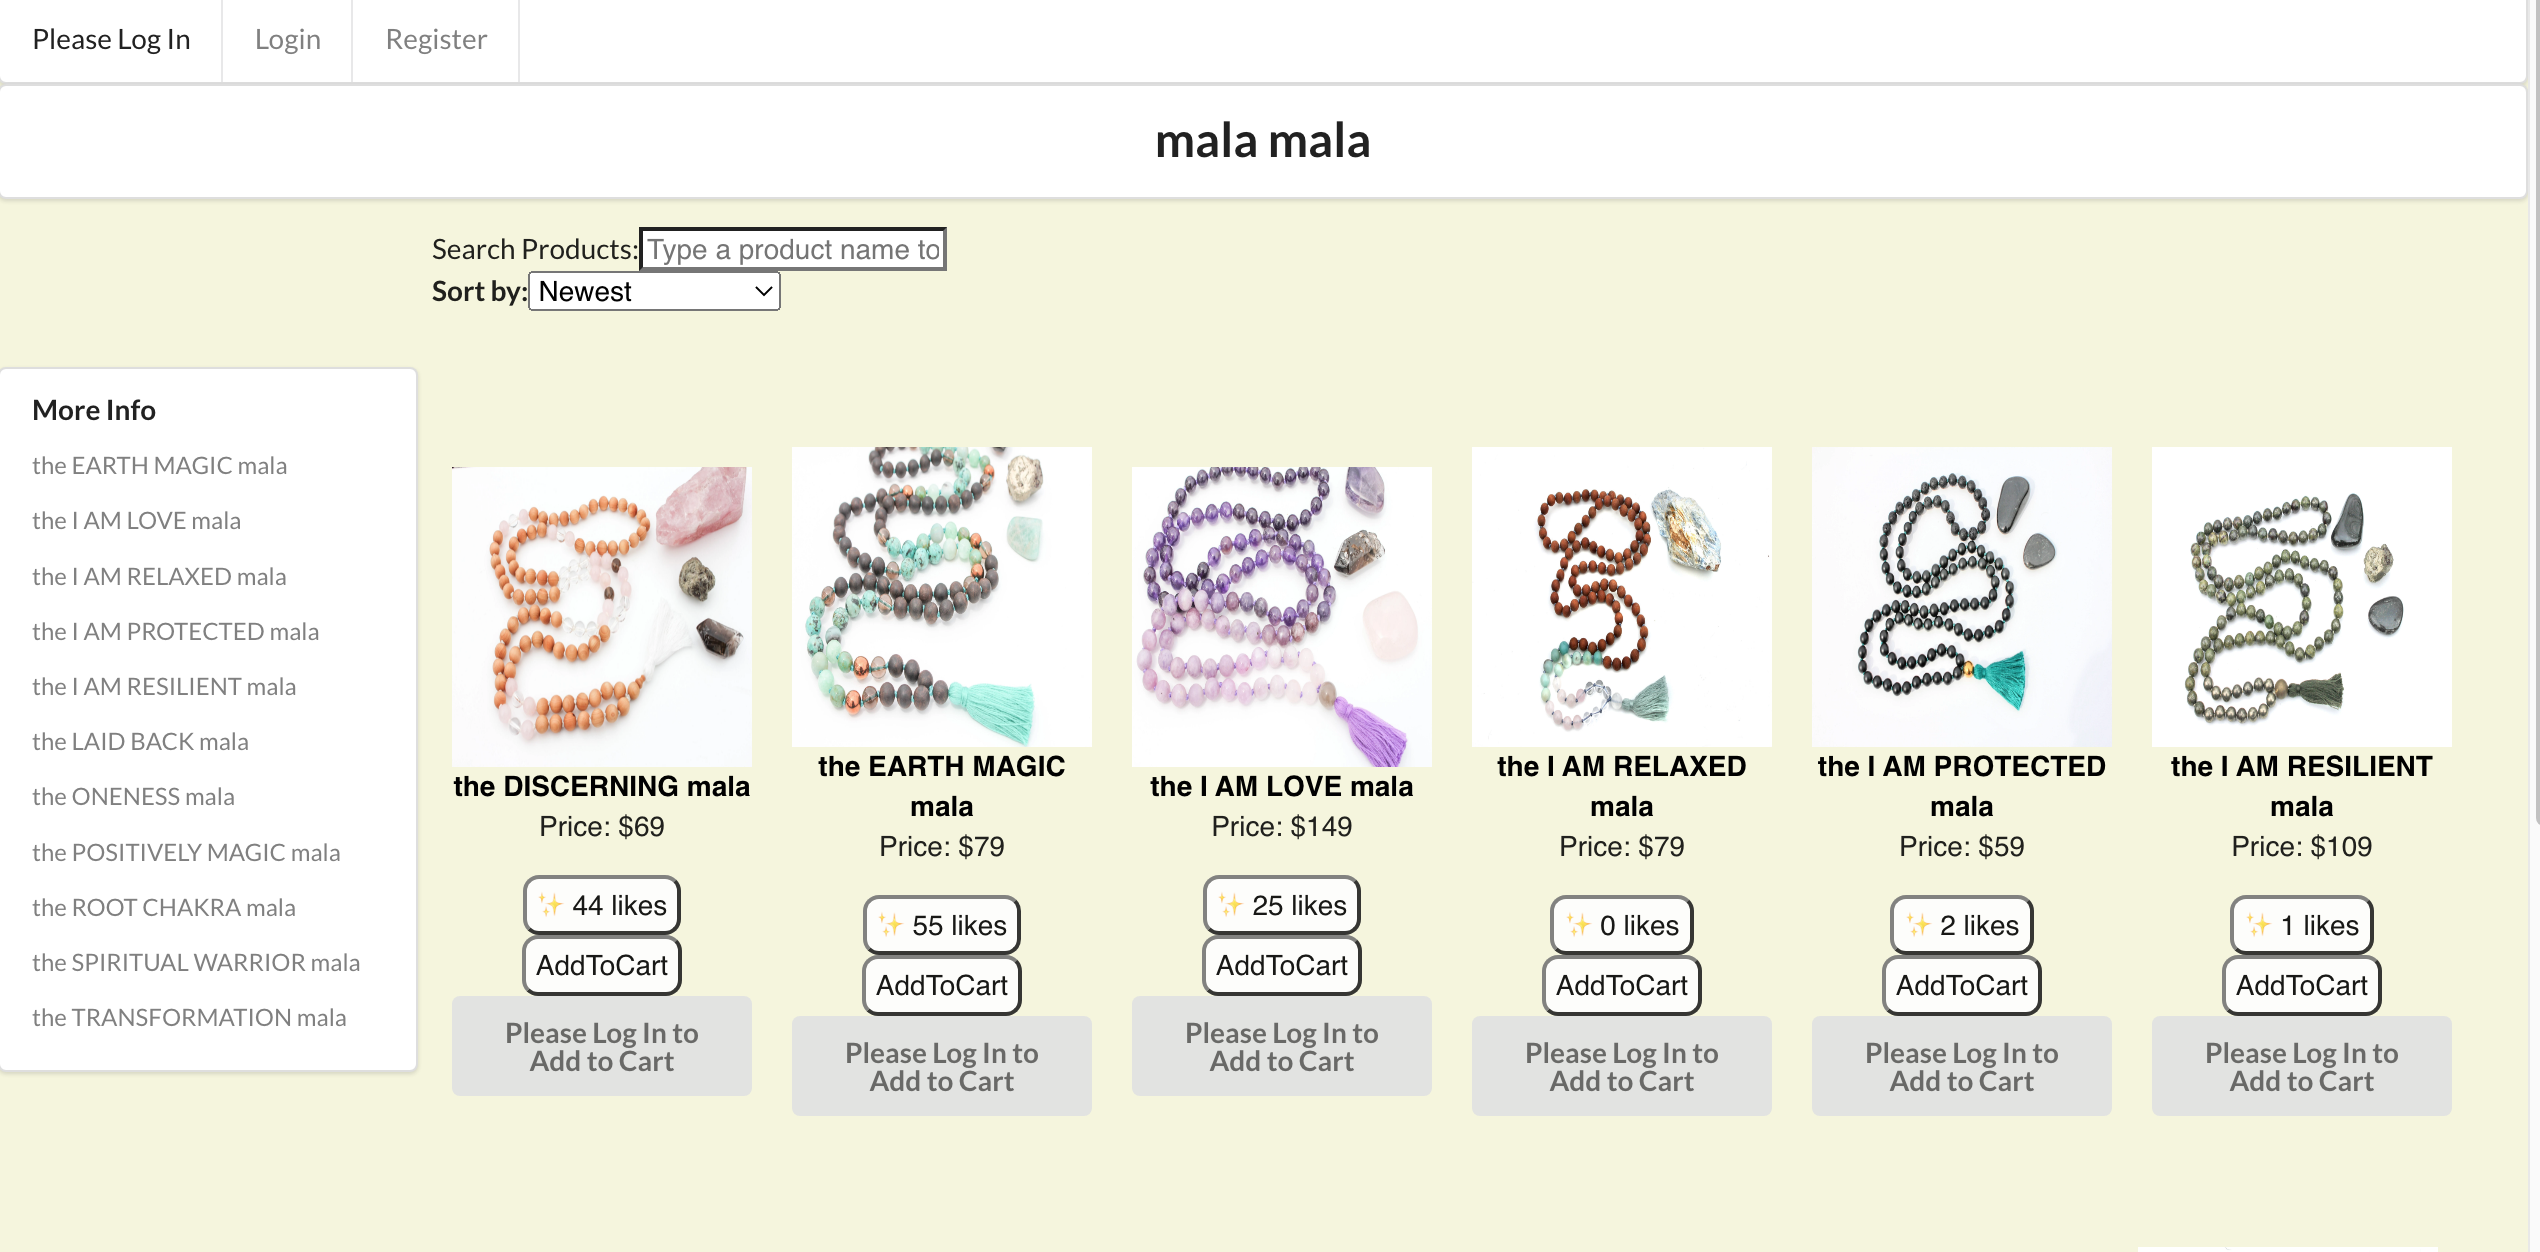 Please Log In
Login
Register
mala mala
Search Products: Type a product name to
Sort by: Newest
More Info
the EARTH MAGIC mala
the I AM LOVE mala
the I AM RELAXED mala
the I AM PROTECTED mala
the I AM RESILIENT mala
the LAID BACK mala
the ONENESS mala
the POSITIVELY MAGIC mala
the ROOT CHAKRA mala
the SPIRITUAL WARRIOR mala
the TRANSFORMATION mala
the DISCERNING mala
Price: $69
✨ 44 likes
AddToCart
Please Log In to
Add to Cart
the EARTH MAGIC
mala
Price: $79
✨ 55 likes
AddToCart
Please Log In to
Add to Cart
the I AM LOVE mala
Price: $149
✨ 25 likes
AddToCart
Please Log In to
Add to Cart
the I AM RELAXED
mala
Price: $79
✨ 0 likes
AddToCart
Please Log In to
Add to Cart
the I AM PROTECTED
mala
Price: $59
✨ 2 likes
AddToCart
Please Log In to
Add to Cart
the I AM RESILIENT
mala
Price: $109
✨ 1 likes
AddToCart
Please Log In to
Add to Cart